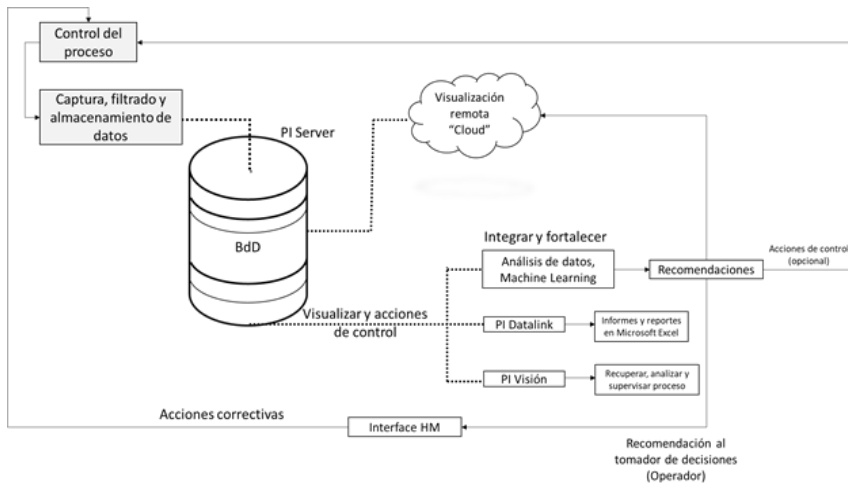 Control del
proceso
Captura, filtrado y
almacenamiento de
datos
PI Server
Visualización
remota
“Cloud”
BdD
Integrar y fortalecer
Análisis de datos,
Machine Learning
Recomendaciones
Acciones de control
(opcional)
Visualizar y acciones
de control
PI Datalink
Informes y reportes
en Microsoft Excel
PI Visión
Recuperar, analizar y
supervisar proceso
Acciones correctivas
Interface HM
Recomendación al
tomador de decisiones
(Operador)